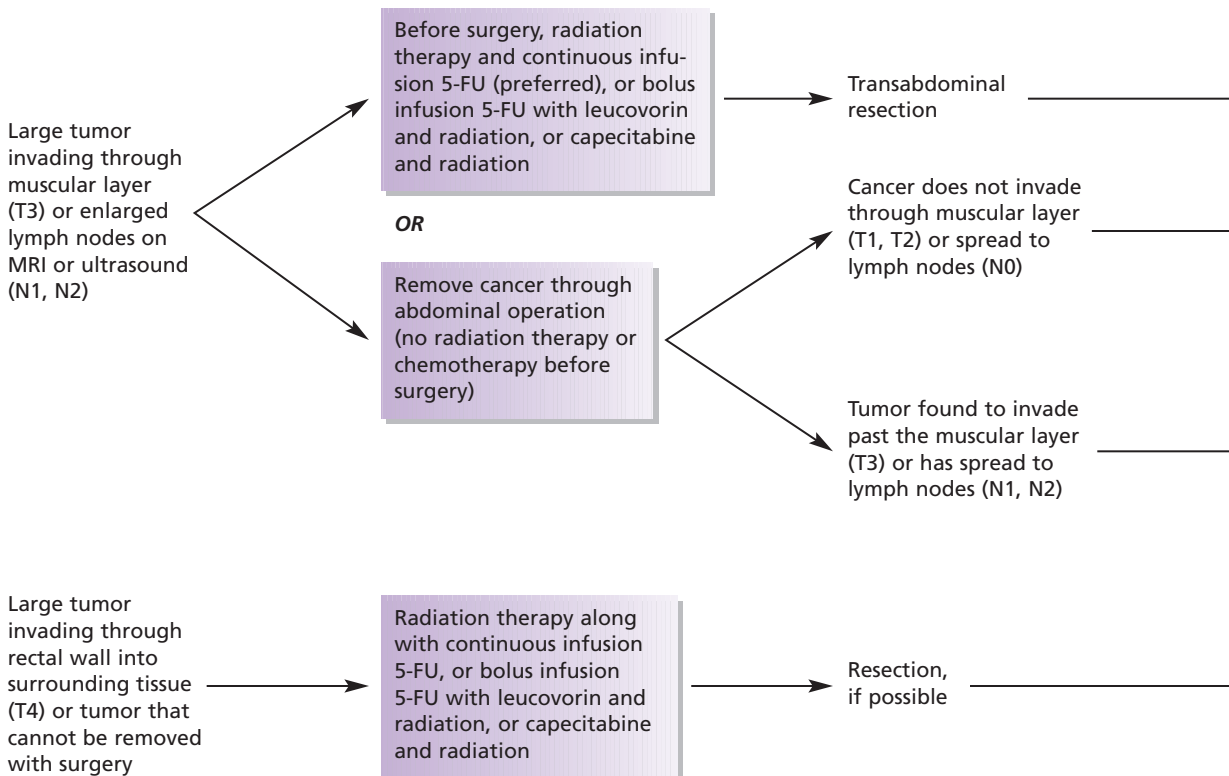 Large tumor
invading through
muscular layer
(T3) or enlarged
lymph nodes on
MRI or ultrasound
(N1, N2)
Before surgery, radiation
therapy and continuous infu-
sion 5-FU (preferred), or bolus
infusion 5-FU with leucovorin
and radiation, or capecitabine
and radiation
Transabdominal
resection
OR
Remove cancer through
abdominal operation
(no radiation therapy or
chemotherapy before
surgery)
Cancer does not invade
through muscular layer
(T1, T2) or spread to
lymph nodes (N0)
Tumor found to invade
past the muscular layer
(T3) or has spread to
lymph nodes (N1, N2)
Large tumor
invading through
rectal wall into
surrounding tissue
(T4) or tumor that
cannot be removed
with surgery
Radiation therapy along
with continuous infusion
5-FU, or bolus infusion
5-FU with leucovorin and
radiation, or capecitabine
and radiation
Resection,
if possible